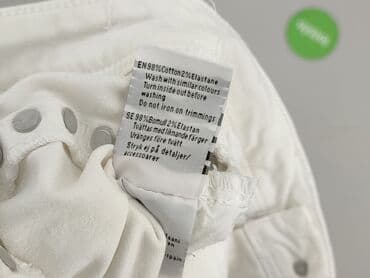 EN 98% Cotton 2% Elastane
Wash with similar colours
Turn inside out before
washing
Do not iron on trimmings
SE 98% Bomull 2% Elastane
Tvättas med liknande färger
Vränges före tvätt
Stryk ej på detaljer/
accessoarer